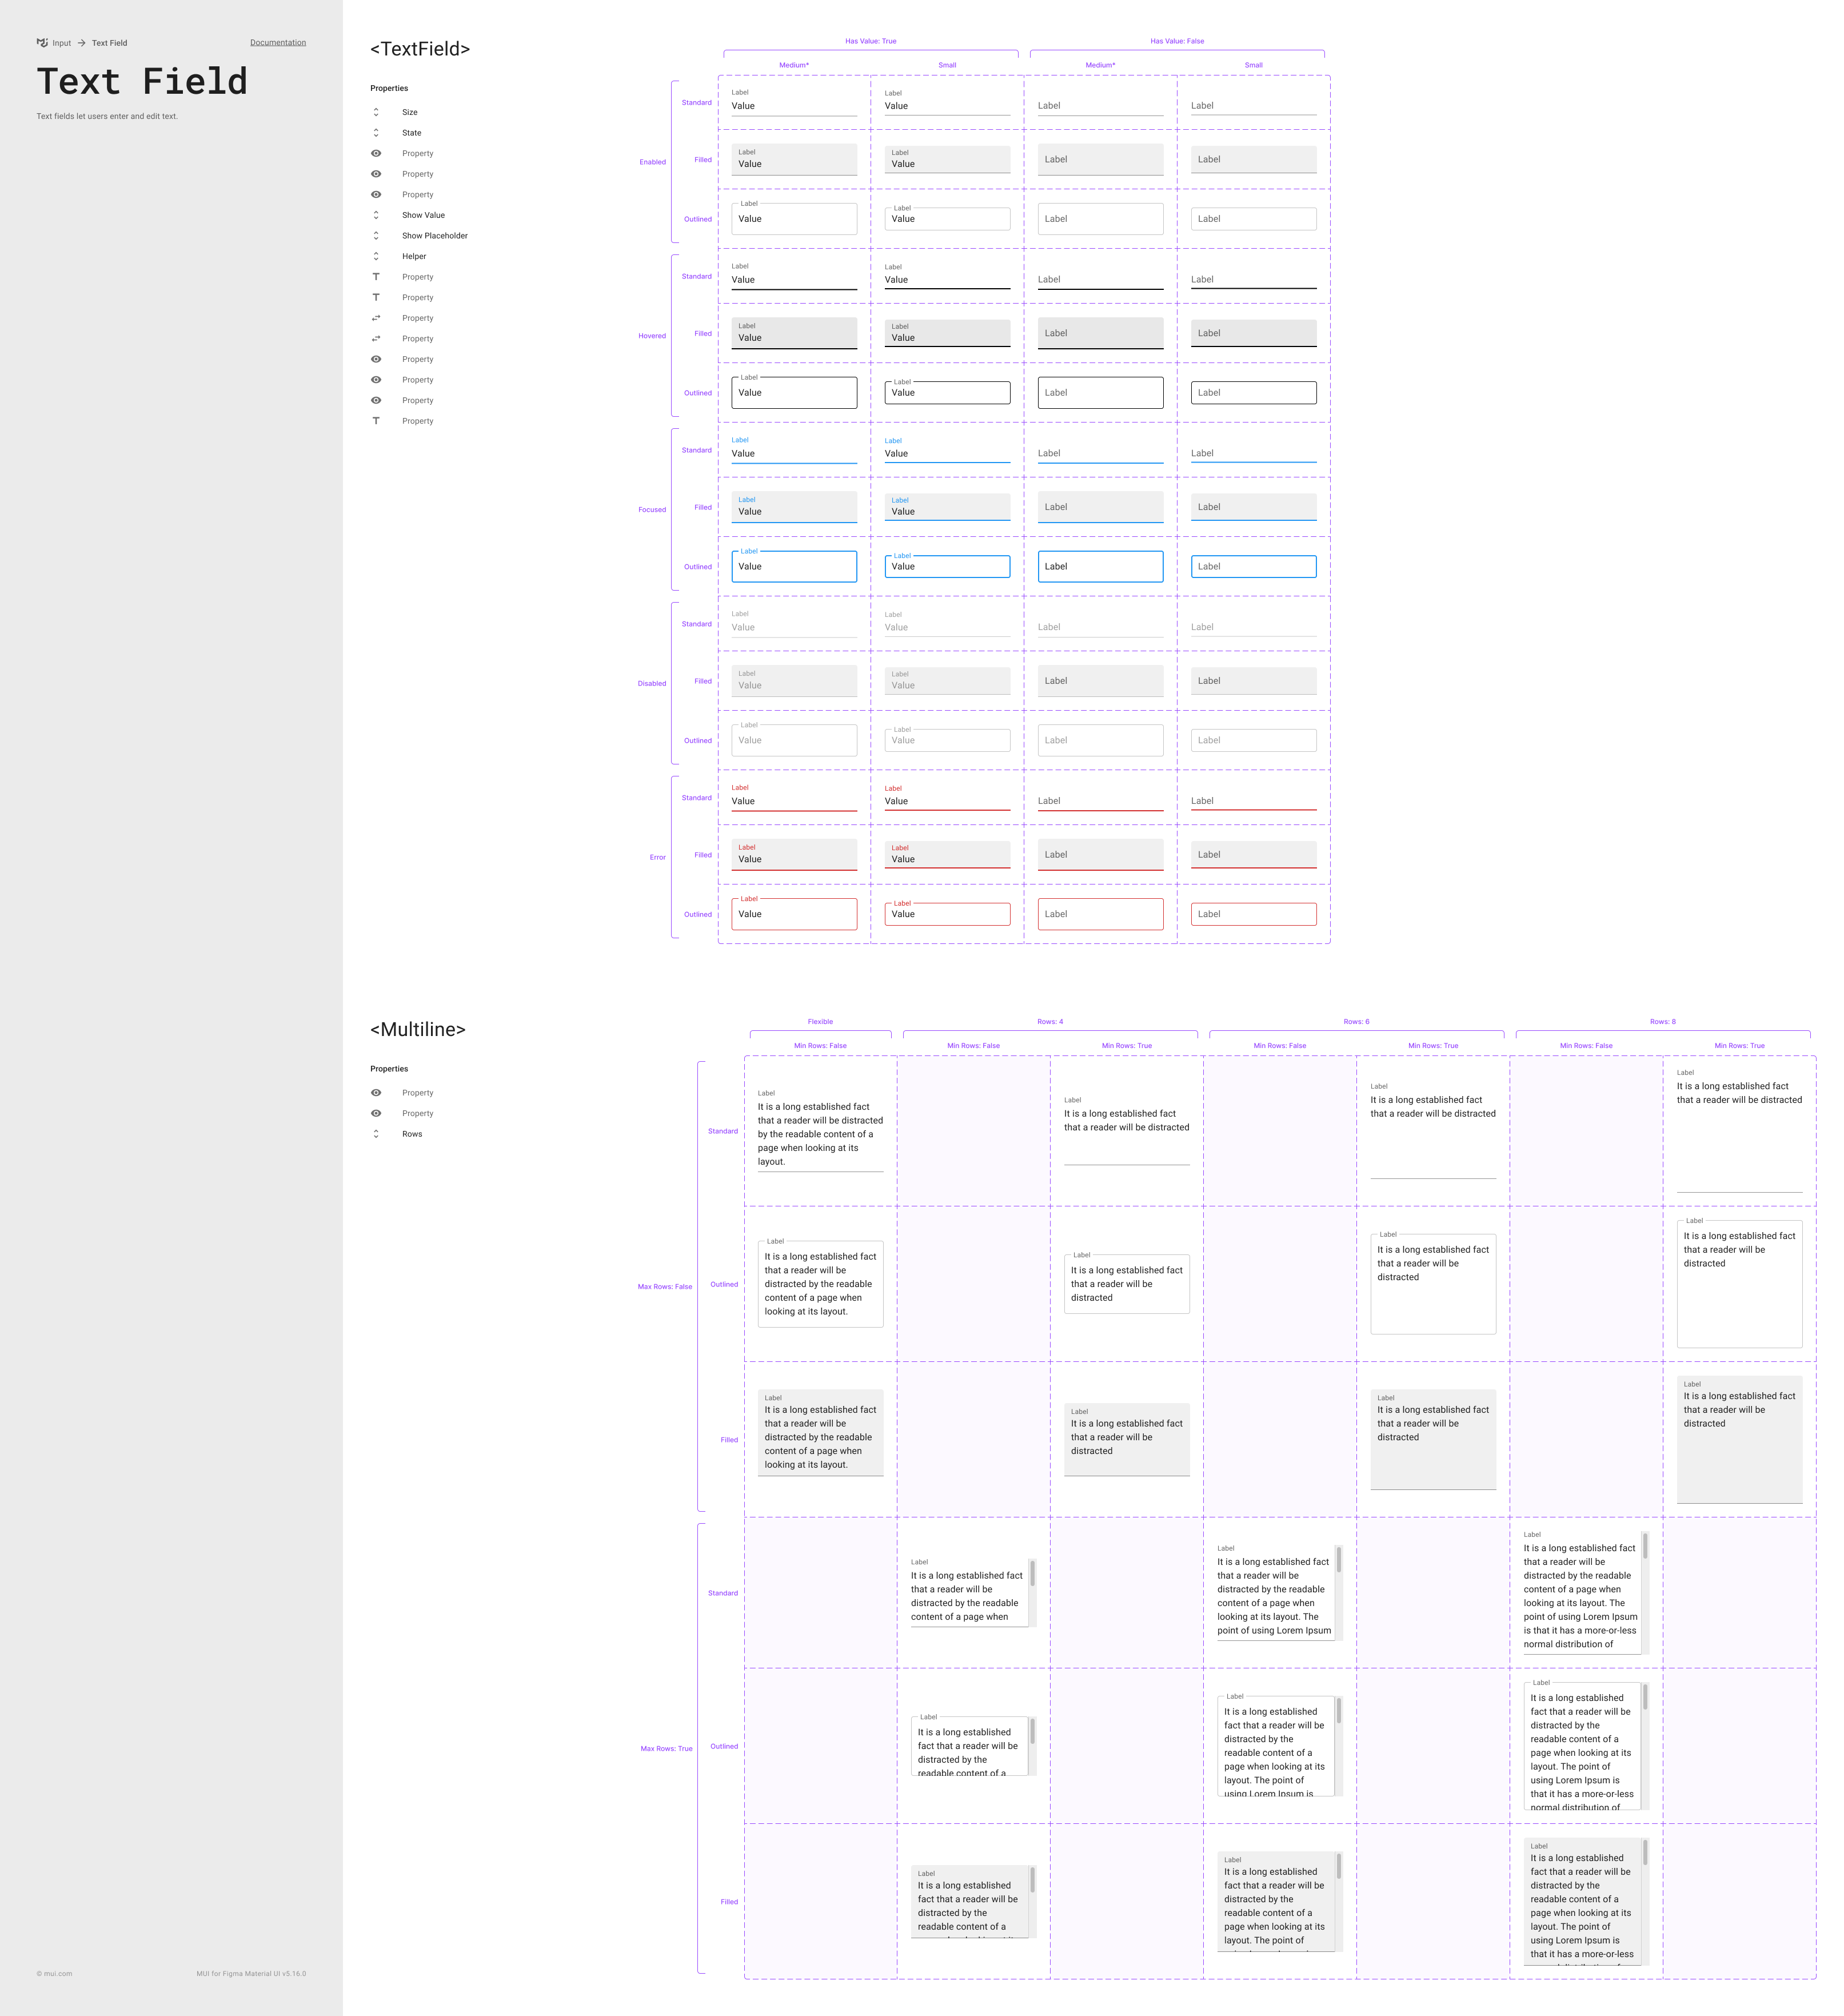 Input → Text Field
Documentation
Text Field
Text fields let users enter and edit text.
© mui.com
MUI for Figma Material UI v5.16.0
<TextField>
Properties
Size
State
Property
Property
Property
Show Value
Show Placeholder
Helper
Property
Property
Property
Property
Property
Property
Property
Property
Has Value: True
Has Value: False
Medium*
Small
Medium*
Small
Enabled
Standard
Label
Value
Label
Value
Label
Label
Filled
Label
Value
Label
Value
Label
Label
Outlined
Label
Value
Label
Value
Label
Label
Hovered
Standard
Label
Value
Label
Value
Label
Label
Filled
Label
Value
Label
Value
Label
Label
Outlined
Label
Value
Label
Value
Label
Label
Focused
Standard
Label
Value
Label
Value
Label
Label
Filled
Label
Value
Label
Value
Label
Label
Outlined
Label
Value
Label
Value
Label
Label
Disabled
Standard
Label
Value
Label
Value
Label
Label
Filled
Label
Value
Label
Value
Label
Label
Outlined
Label
Value
Label
Value
Label
Label
Error
Standard
Label
Value
Label
Value
Label
Label
Filled
Label
Value
Label
Value
Label
Label
Outlined
Label
Value
Label
Value
Label
Label
<Multiline>
Properties
Property
Property
Rows
Flexible
Rows: 4
Rows: 6
Rows: 8
Min Rows: False
Min Rows: False
Min Rows: True
Min Rows: False
Min Rows: True
Min Rows: False
Min Rows: True
Max Rows: False
Standard
Label
It is a long established fact
that a reader will be distracted
by the readable content of a
page when looking at its
layout.
Label
It is a long established fact
that a reader will be distracted
Label
It is a long established fact
that a reader will be distracted
Label
It is a long established fact
that a reader will be distracted
Outlined
Label
It is a long established fact
that a reader will be
distracted by the readable
content of a page when
looking at its layout.
Label
It is a long established fact
that a reader will be
distracted
Label
It is a long established fact
that a reader will be
distracted
Label
It is a long established fact
that a reader will be
distracted
Filled
Label
It is a long established fact
that a reader will be
distracted by the readable
content of a page when
looking at its layout.
Label
It is a long established fact
that a reader will be
distracted
Label
It is a long established fact
that a reader will be
distracted
Label
It is a long established fact
that a reader will be
distracted
Max Rows: True
Standard
Label
It is a long established fact
that a reader will be
distracted by the readable
content of a page when
Label
It is a long established fact
that a reader will be
distracted by the readable
content of a page when
looking at its layout. The
point of using Lorem Ipsum
Label
It is a long established fact
that a reader will be
distracted by the readable
content of a page when
looking at its layout. The
point of using Lorem Ipsum
is that it has a more-or-less
normal distribution of
Outlined
Label
It is a long established
fact that a reader will be
distracted by the
readable content of a
Label
It is a long established
fact that a reader will be
distracted by the
readable content of a
page when looking at its
layout. The point of
using Lorem Ipsum is
Label
It is a long established
fact that a reader will be
distracted by the
readable content of a
page when looking at its
layout. The point of
using Lorem Ipsum is
that it has a more-or-less
normal distribution of
Filled
Label
It is a long established
fact that a reader will be
distracted by the
readable content of a
Label
It is a long established
fact that a reader will be
distracted by the
readable content of a
page when looking at its
layout. The point of
Label
It is a long established
fact that a reader will be
distracted by the
readable content of a
page when looking at its
layout. The point of
using Lorem Ipsum is
that it has a more-or-less